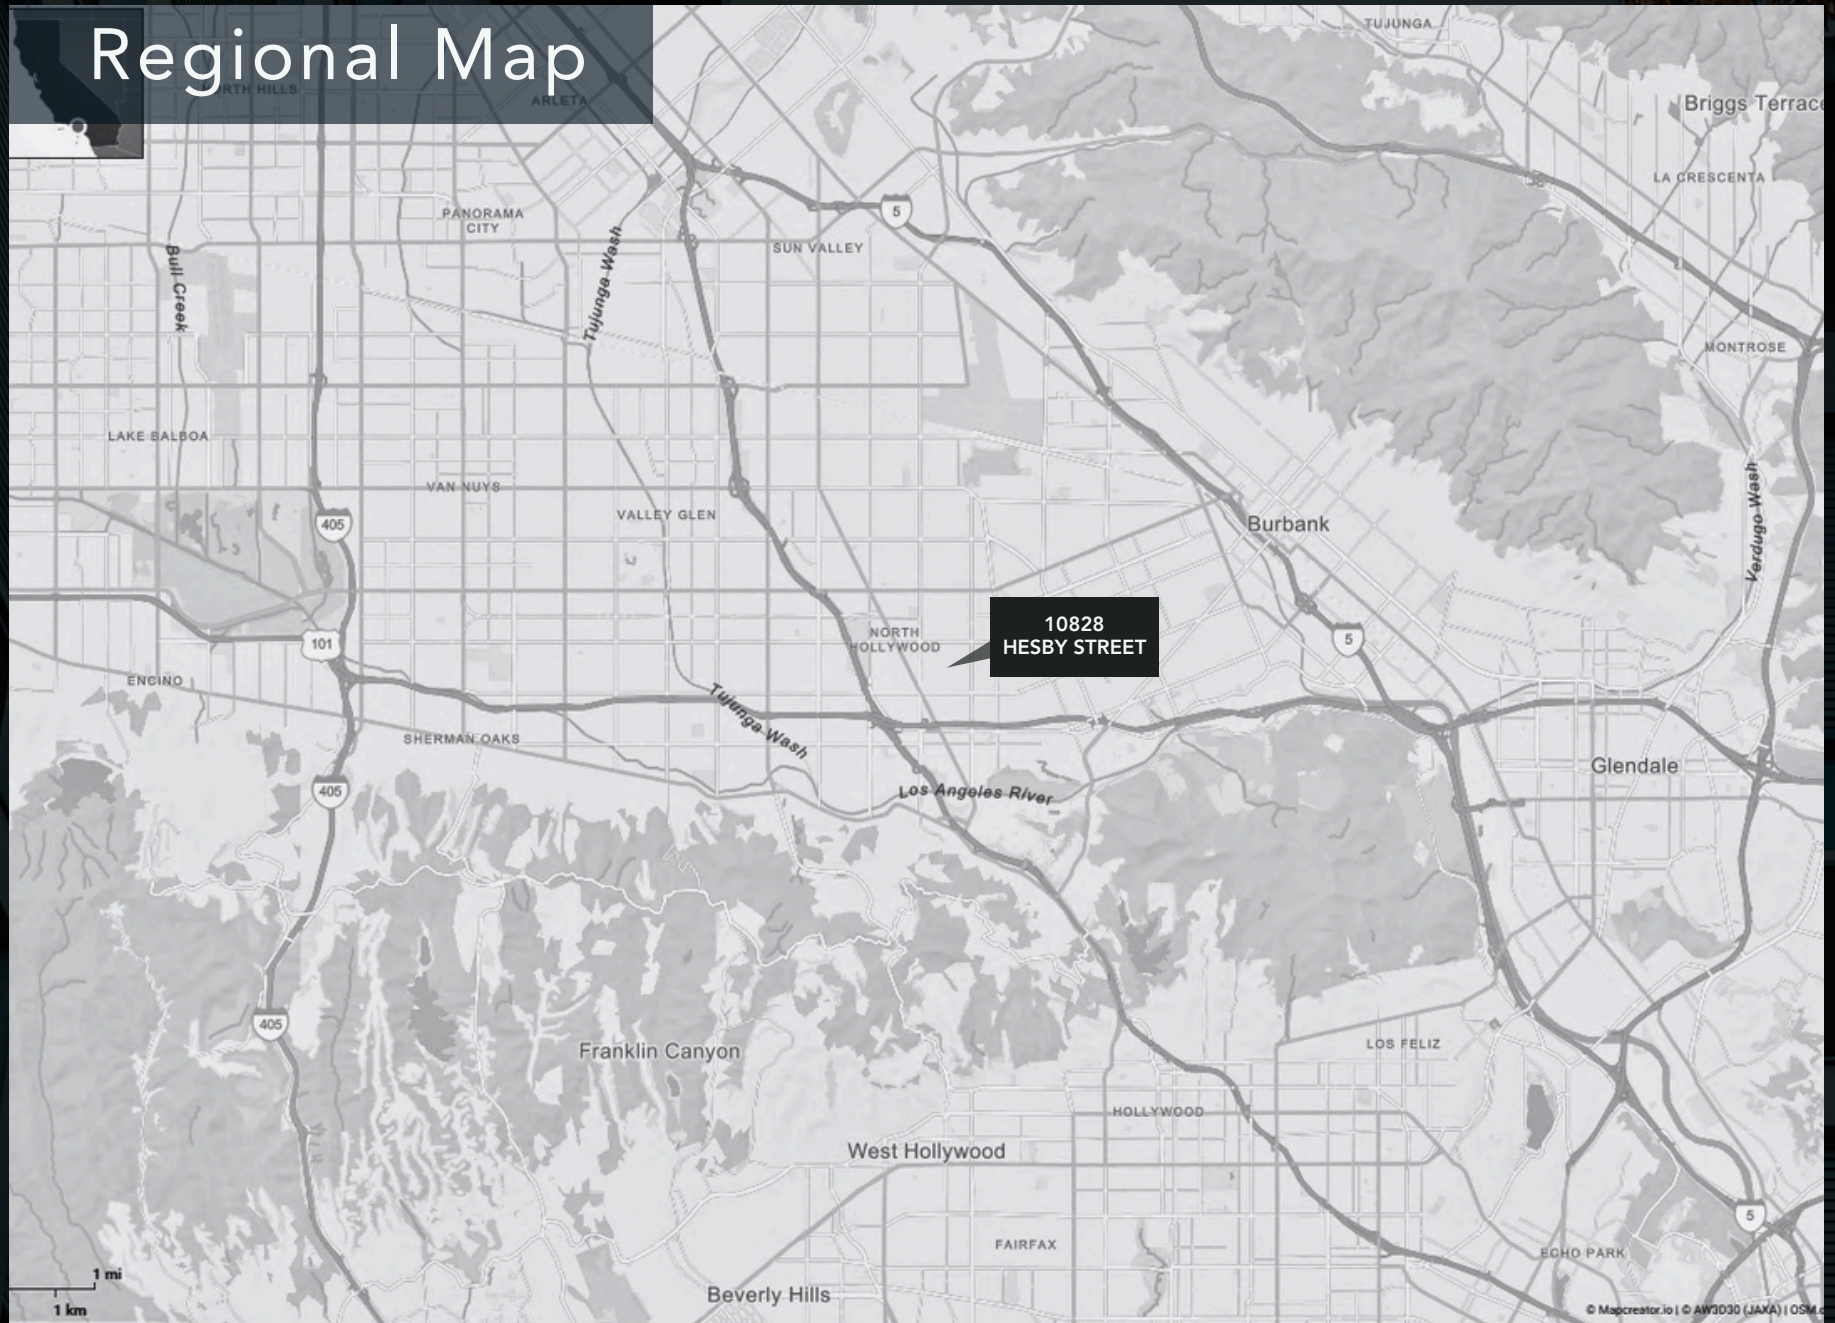 Regional Map
TUJUNGA
NORTH HILLS
ARLETA
Briggs Terrace
LA CRESCENTA
PANORAMA
CITY
Tujunga Wash
5
SUN VALLEY
Bull Creek
MONTROSE
LAKE BALBOA
VAN NUYS
VALLEY GLEN
405
Burbank
Verdugo Wash
10828
HESBY STREET
NORTH
HOLLYWOOD
5
101
ENCINO
Tujunga Wash
SHERMAN OAKS
Glendale
405
Los Angeles River
405
Franklin Canyon
LOS FELIZ
HOLLYWOOD
West Hollywood
5
FAIRFAX
ECHO PARK
1 mi
Beverly Hills
1 km
© Mapcreator.io | © AW3D30 (JAXA) | OSM.